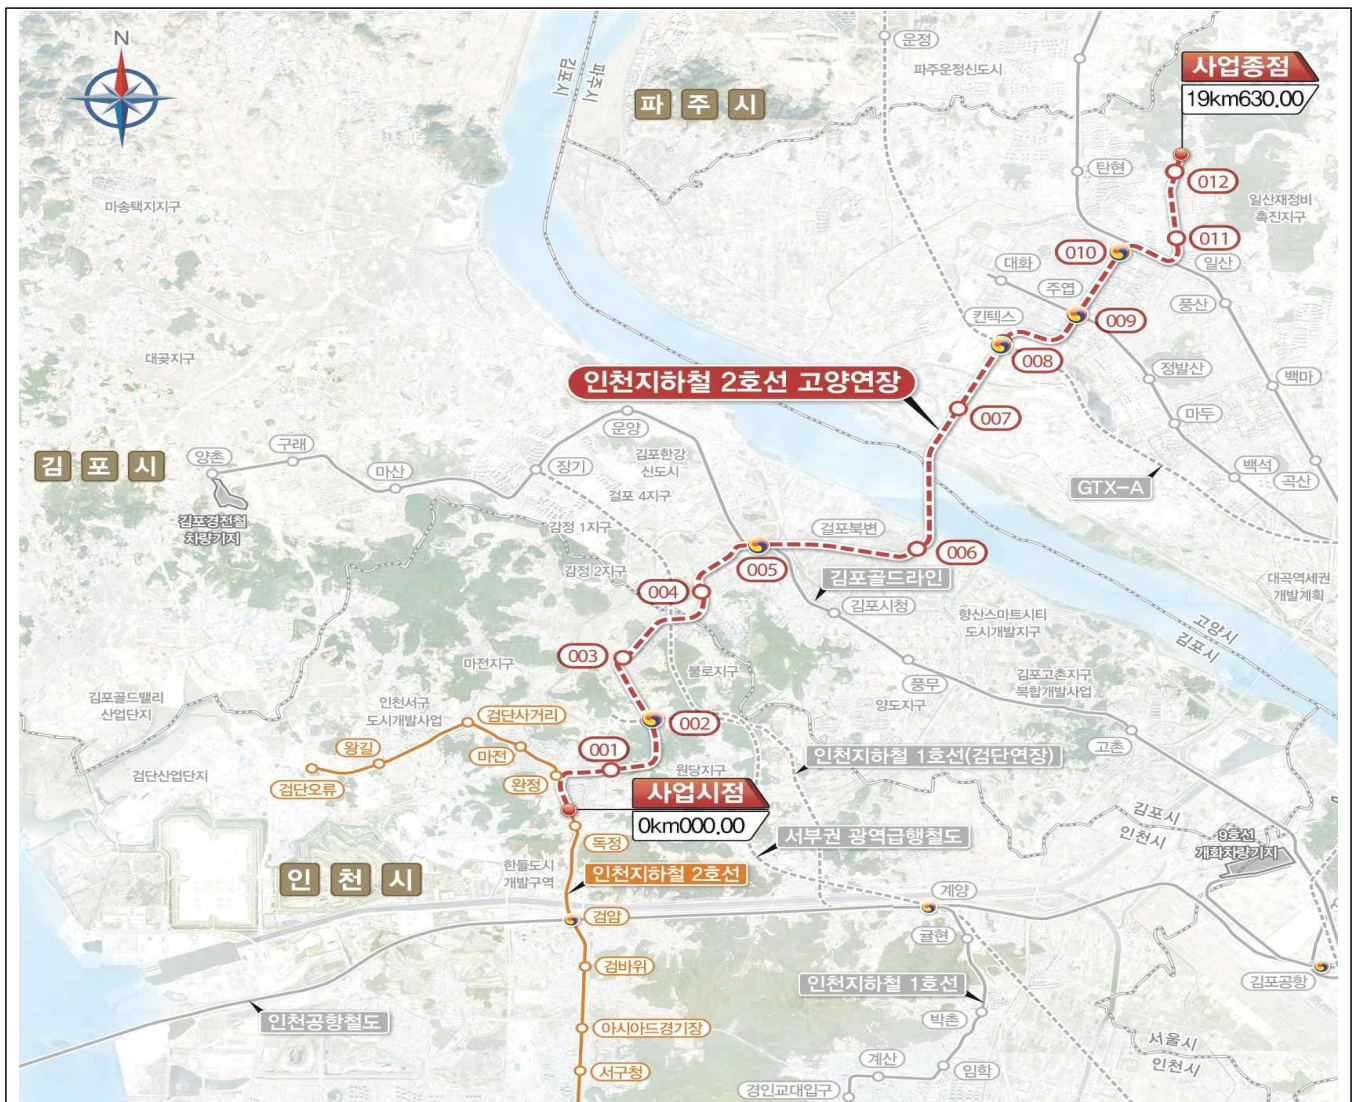 N
운정
파주운정신도시
사업종점
19km630.00
파주시
김포시
파주시
탄현
012
일산재정비
촉진지구
마송택지지구
011
010
일산
대화
주엽
풍산
킨텍스
009
008
대곶지구
인천지하철 2호선 고양연장
정발산
백마
007
마두
운양
구래
양촌
김포시
마산
장기
김포한강
신도시
백석
곡산
GTX-A
걸포 4지구
김포경전철
차량기지
감정 1지구
걸포북변
006
005
감정 2지구
김포골드라인
004
김포시청
대곡역세권
개발계획
향산스마트시티
도시개발지구
고양시
김포시
003
마전지구
불로지구
풍무
김포고촌지구
복합개발사업
양도지구
김포골드밸리
산업단지
인천서구
도시개발사업
검단사거리
002
왕길
마전
001
고촌
인천지하철 1호선(검단연장)
검단산업단지
검단오류
완정
원당지구
사업시점
0km000.00
김포시
인천시
독정
서부권 광역급행철도
9호선
개화차량기지
한들도시
개발구역
인천지하철 2호선
인천시
계양
검암
귤현
검바위
김포공항
인천지하철 1호선
인천공항철도
아시아드경기장
박촌
서울시
인천시
계산
임학
서구청
경인교대입구